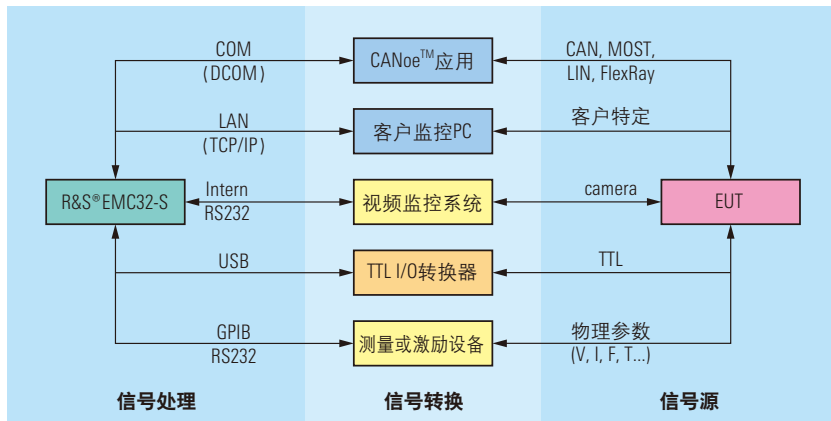 COM
(DCOM)
CANoe™应用
CAN, MOST,
LIN, FlexRay
LAN
(TCP/IP)
客户监控PC
客户特定
R&S®EMC32-S
Intern
RS232
视频监控系统
camera
EUT
USB
TTL I/O转换器
TTL
GPIB
RS232
测量或激励设备
物理参数
(V, I, F, T...)
信号处理
信号转换
信号源